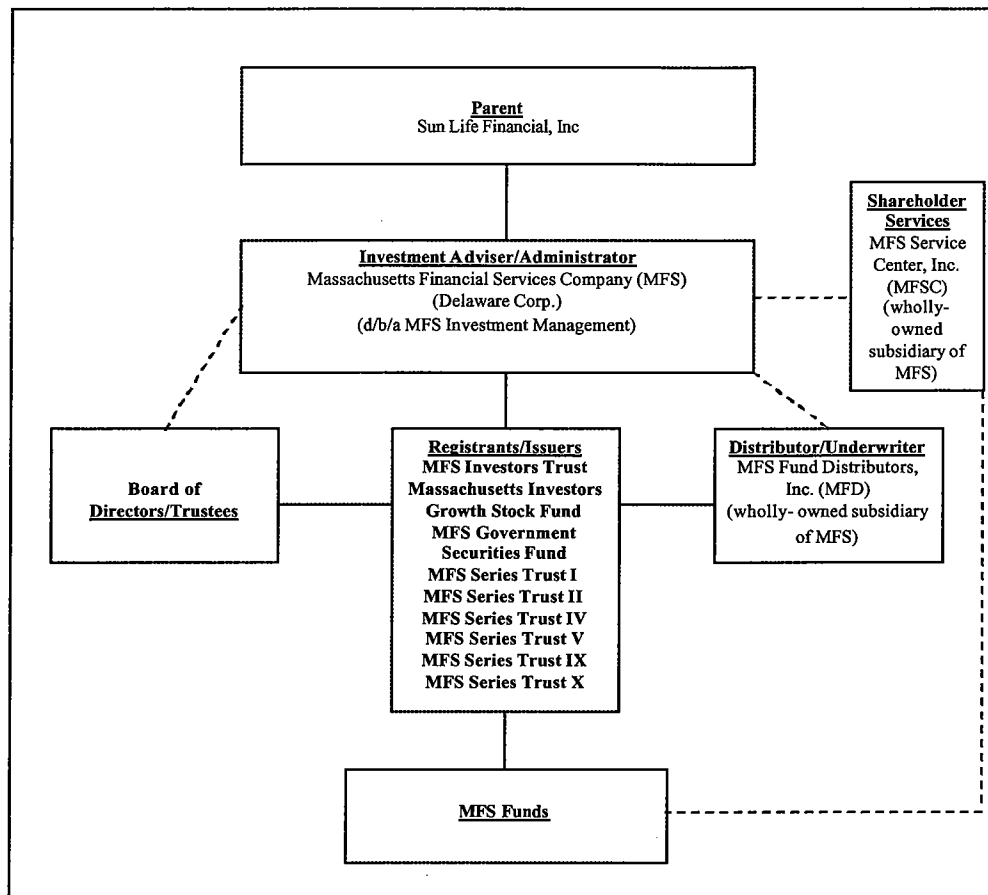 Parent
Sun Life Financial, Inc
Investment Adviser/Administrator
Massachusetts Financial Services Company (MFS)
(Delaware Corp.)
(d/b/a MFS Investment Management)
Shareholder
Services
MFS Service
Center, Inc.
(MFSC)
(wholly-
owned
subsidiary of
MFS)
Board of
Directors/Trustees
Registrants/Issuers
MFS Investors Trust
Massachusetts Investors
Growth Stock Fund
MFS Government
Securities Fund
MFS Series Trust I
MFS Series Trust II
MFS Series Trust IV
MFS Series Trust V
MFS Series Trust IX
MFS Series Trust X
Distributor/Underwriter
MFS Fund Distributors,
Inc. (MFD)
(wholly- owned subsidiary
of MFS)
MFS Funds